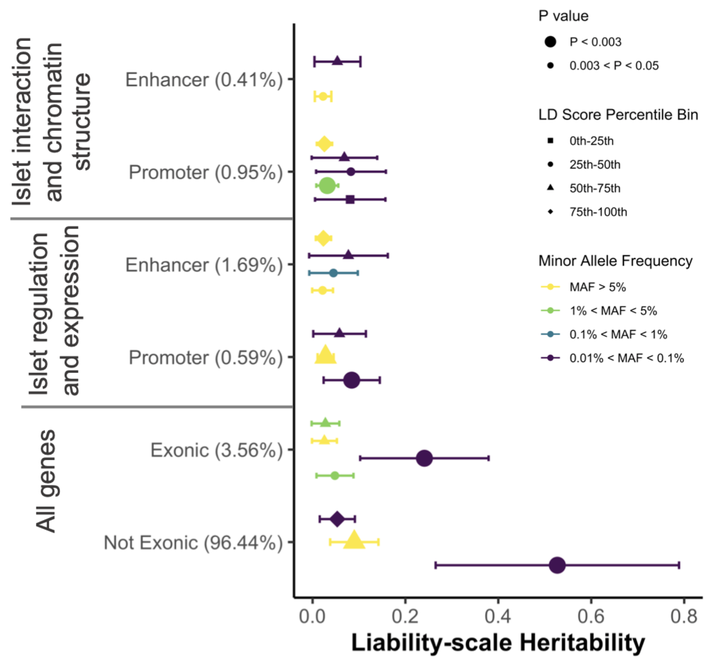 Islet interaction
and chromatin
structure
Enhancer (0.41%)
Promoter (0.95%)
Islet regulation
and expression
Enhancer (1.69%)
Promoter (0.59%)
All genes
Exonic (3.56%)
Not Exonic (96.44%)
0.0 0.2 0.4 0.6 0.8
Liability-scale Heritability
P value
P < 0.003
0.003 < P < 0.05
LD Score Percentile Bin
0th-25th
25th-50th
50th-75th
75th-100th
Minor Allele Frequency
MAF > 5%
1% < MAF < 5%
0.1% < MAF < 1%
0.01% < MAF < 0.1%